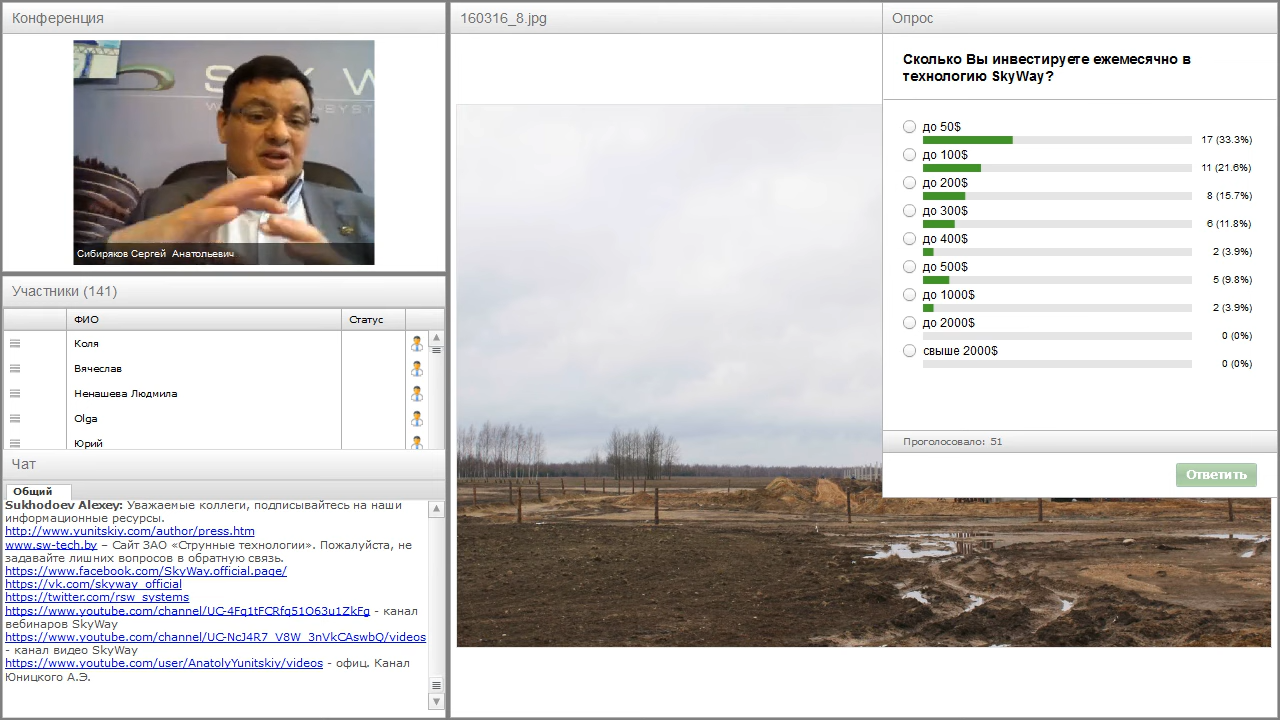 Конференция
SKY W
Сибиряков Сергей Анатольевич
Участники (141)
ФИО
Статус
Коля
Вячеслав
Ненашева Людмила
Olga
Юрий
Чат
Общий
Sukhodoev Alexey: Уважаемые коллеги, подписывайтесь на наши
информационные ресурсы.
http://www.yunitskiy.com/author/press.htm
www.sw-tech.by – Сайт ЗАО «Струнные технологии». Пожалуйста, не
задавайте лишних вопросов в обратную связь.
https://www.facebook.com/SkyWay.official.page/
https://vk.com/skyway_official
https://twitter.com/rsw_systems
https://www.youtube.com/channel/UC-4Fq1tFCRfq51O63u1ZkFg - канал
вебинаров SkyWay
https://www.youtube.com/channel/UC-NcJ4R7_V8W_3nVkCAswbQ/videos
- канал видео SkyWay
https://www.youtube.com/user/AnatolyYunitskiy/videos - офиц. Канал
Юницкого А.Э.
160316_8.jpg
Опрос
Сколько Вы инвестируете ежемесячно в
технологию SkyWay?
до 50$
17 (33.3%)
до 100$
11 (21.6%)
до 200$
8 (15.7%)
до 300$
6 (11.8%)
до 400$
2 (3.9%)
до 500$
5 (9.8%)
до 1000$
2 (3.9%)
до 2000$
0 (0%)
свыше 2000$
0 (0%)
Проголосовало: 51
Ответить